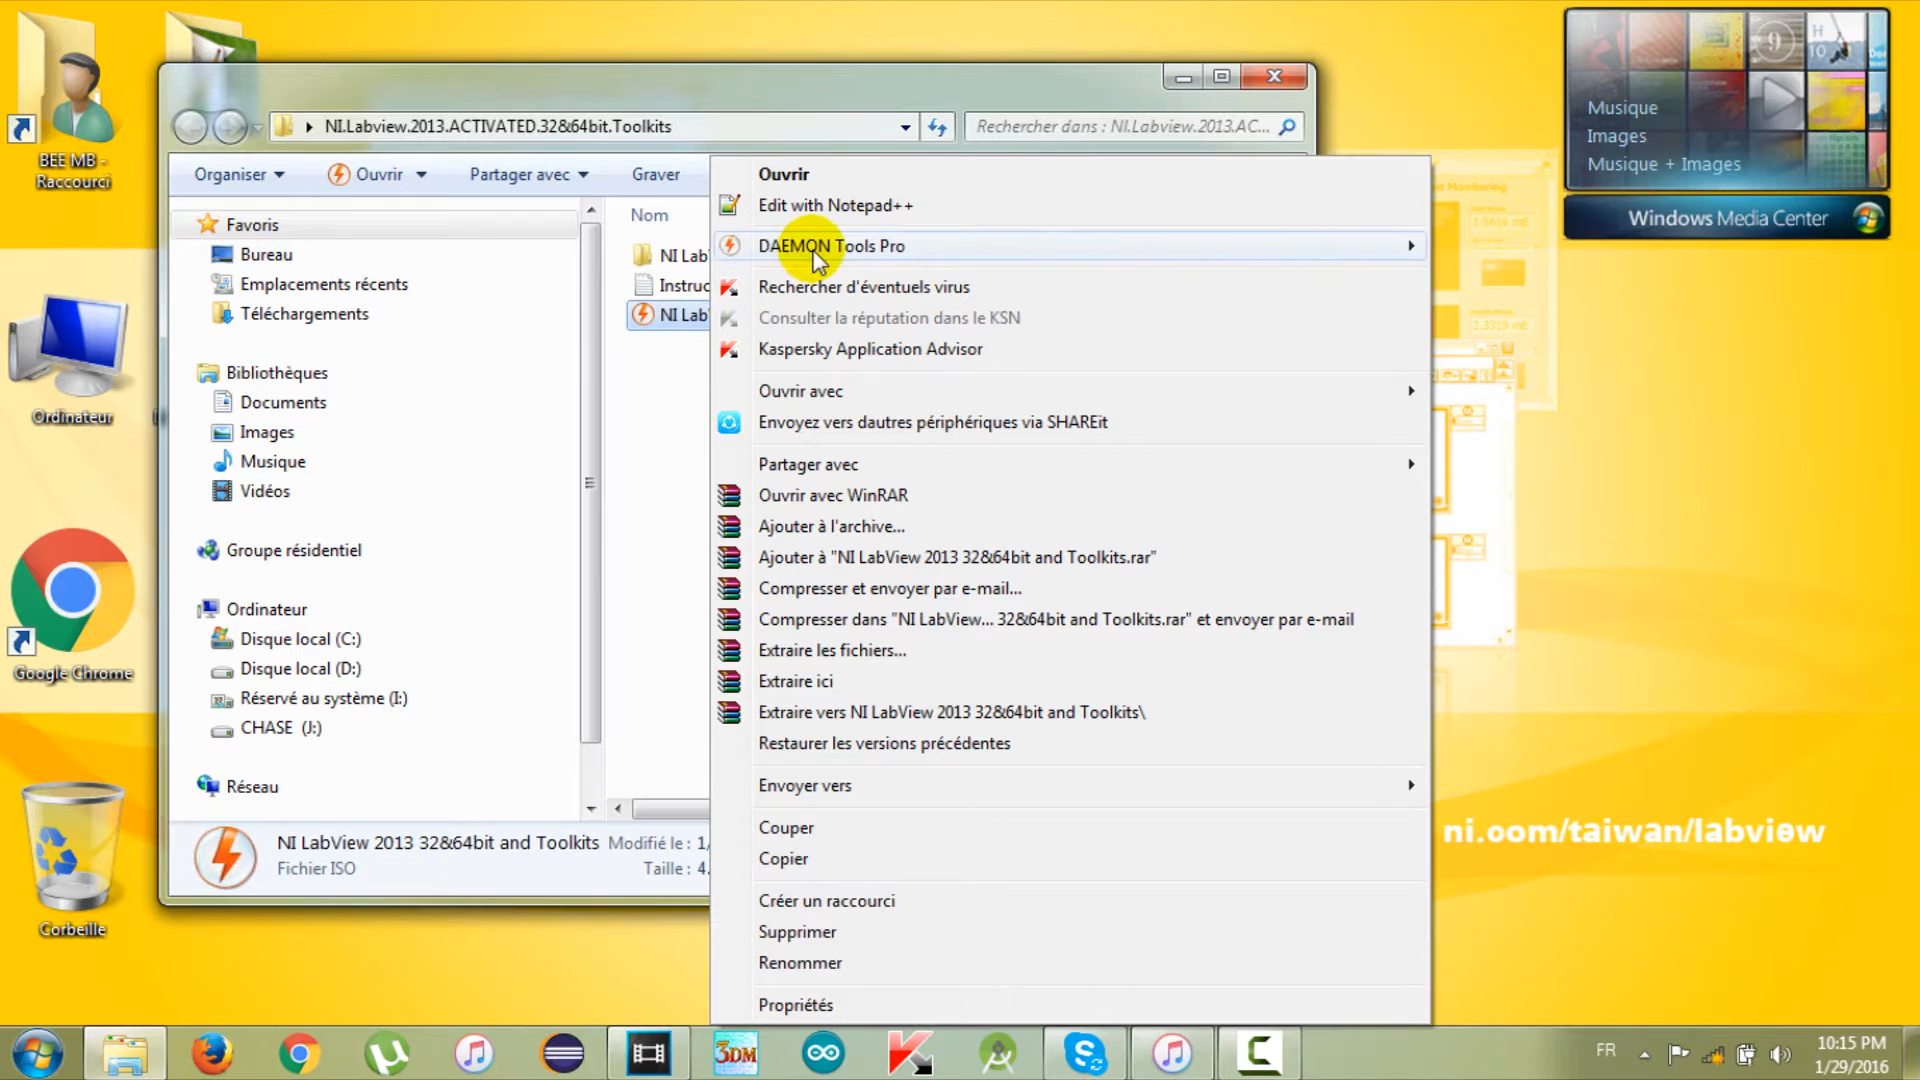 BEE MB -
Raccourci
Ordinateur
Google Chrome
Corbeille
NI.Labview.2013.ACTIVATED.32&64bit.Toolkits
Rechercher dans : NI.Labview.2013.AC...
Organiser
Ouvrir
Partager avec
Graver
Favoris
Bureau
Emplacements récents
Téléchargements
Bibliothèques
Documents
Images
Musique
Vidéos
Groupe résidentiel
Ordinateur
Disque local (C:)
Disque local (D:)
Réservé au système (I:)
CHASE (J:)
Réseau
Nom
NI Lab
Instruc
NI Lab
NI LabView 2013 32&64bit and Toolkits
Modifié le : 1/
Fichier ISO
Taille : 4.
Ouvrir
Edit with Notepad++
DAEMON Tools Pro
Rechercher d'éventuels virus
Consulter la réputation dans le KSN
Kaspersky Application Advisor
Ouvrir avec
Envoyez vers dautres périphériques via SHAREit
Partager avec
Ouvrir avec WinRAR
Ajouter à l'archive...
Ajouter à "NI LabView 2013 32&64bit and Toolkits.rar"
Compresser et envoyer par e-mail...
Compresser dans "NI LabView... 32&64bit and Toolkits.rar" et envoyer par e-mail
Extraire les fichiers...
Extraire ici
Extraire vers NI LabView 2013 32&64bit and Toolkits\
Restaurer les versions précédentes
Envoyer vers
Couper
Copier
Créer un raccourci
Supprimer
Renommer
Propriétés
Musique
Images
Musique + Images
Windows Media Center
Monitoring
ni.com/taiwan/labview
3DM
FR
10:15 PM
1/29/2016